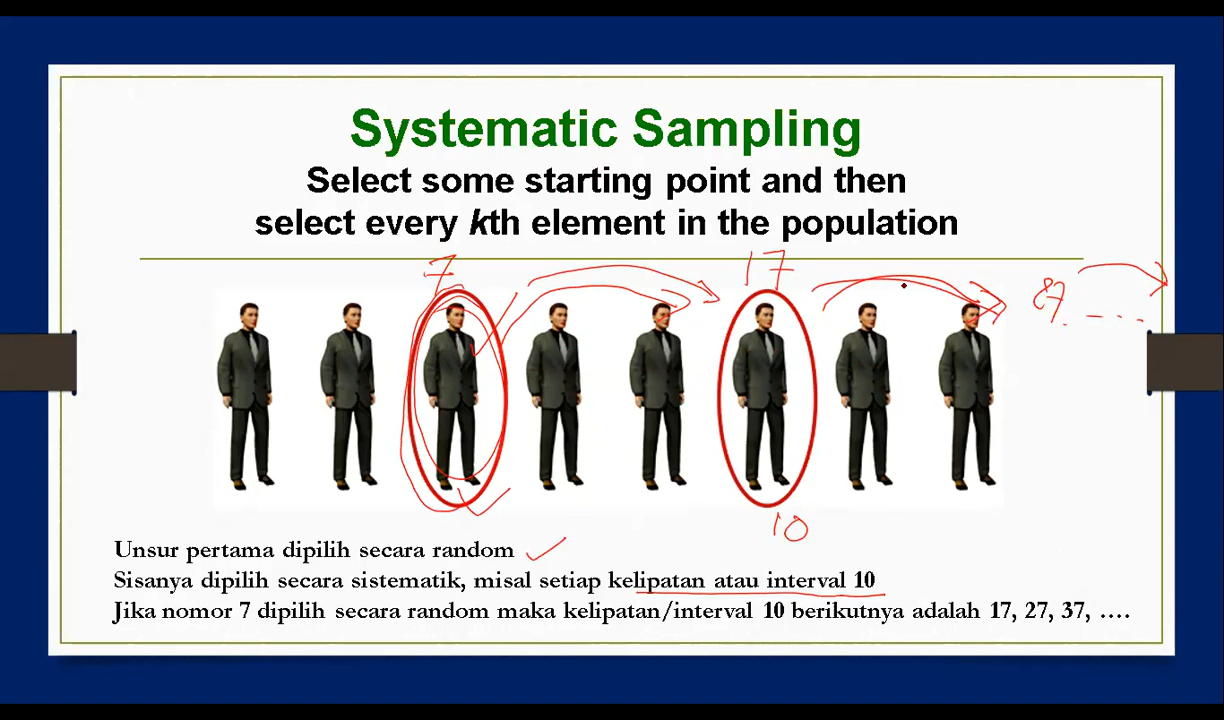 Systematic Sampling
Select some starting point and then
select every kth element in the population
7
17
87. - - - . .
10
Unsur pertama dipilih secara random
Sisanya dipilih secara sistematik, misal setiap kelipatan atau interval 10
Jika nomor 7 dipilih secara random maka kelipatan/interval 10 berikutnya adalah 17, 27, 37, ….